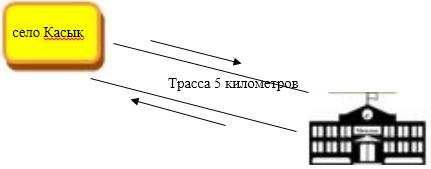 село Касык
Трасса 5 километров